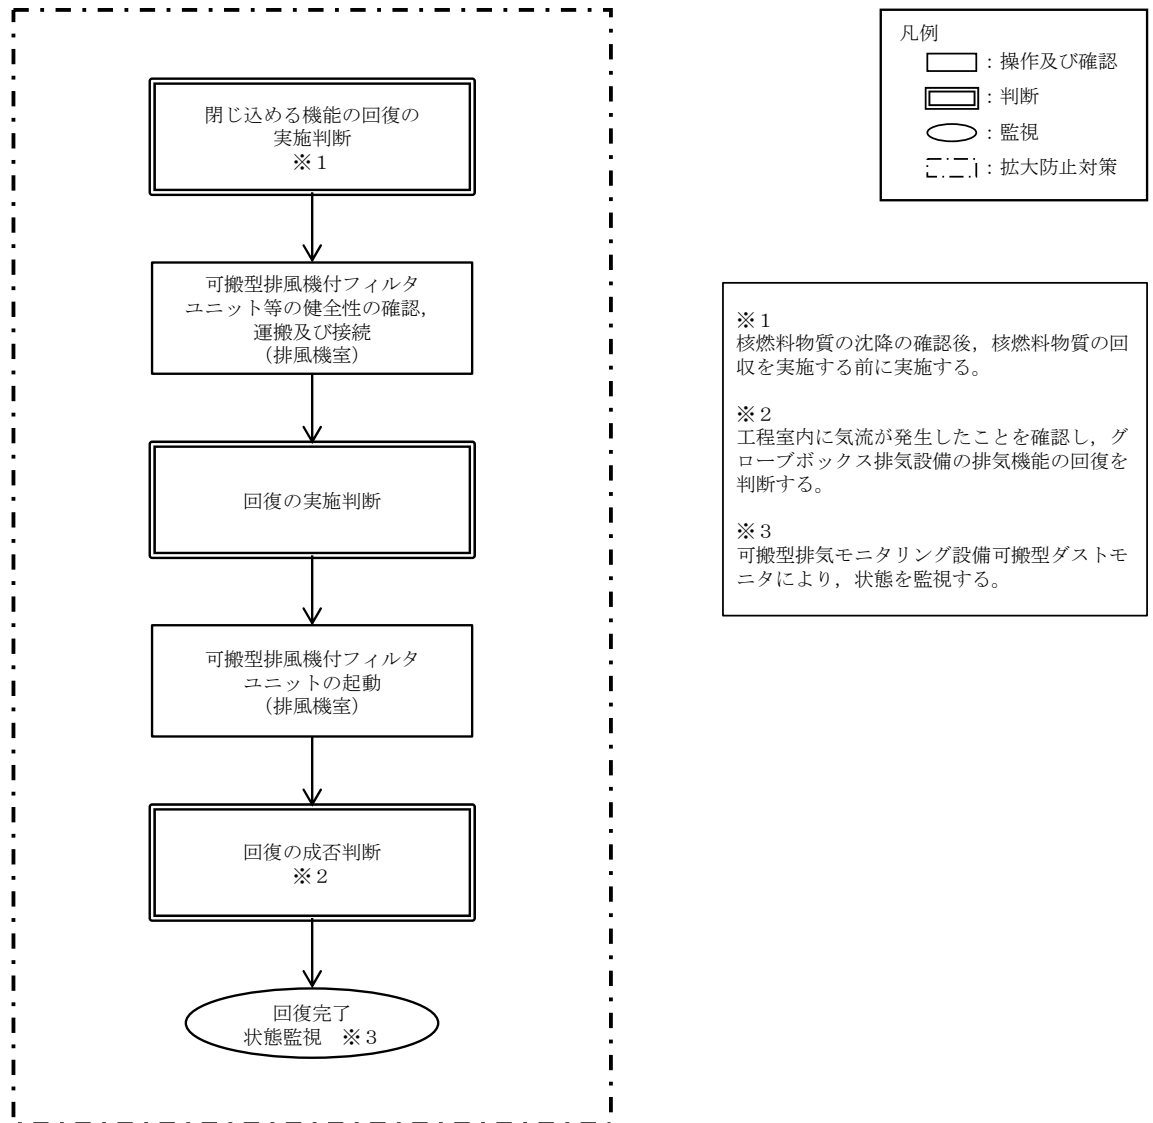 閉じ込める機能の回復の
実施判断
※１
可搬型排風機付フィルタ
ユニット等の健全性の確認，
運搬及び接続
（排風機室）
回復の実施判断
可搬型排風機付フィルタ
ユニットの起動
（排風機室）
回復の成否判断
※２
回復完了
状態監視　※３
凡例
：操作及び確認
：判断
：監視
：拡大防止対策
※１
核燃料物質の沈降の確認後，核燃料物質の回
収を実施する前に実施する。
※２
工程室内に気流が発生したことを確認し，グ
ローブボックス排気設備の排気機能の回復を
判断する。
※３
可搬型排気モニタリング設備可搬型ダストモ
ニタにより，状態を監視する。